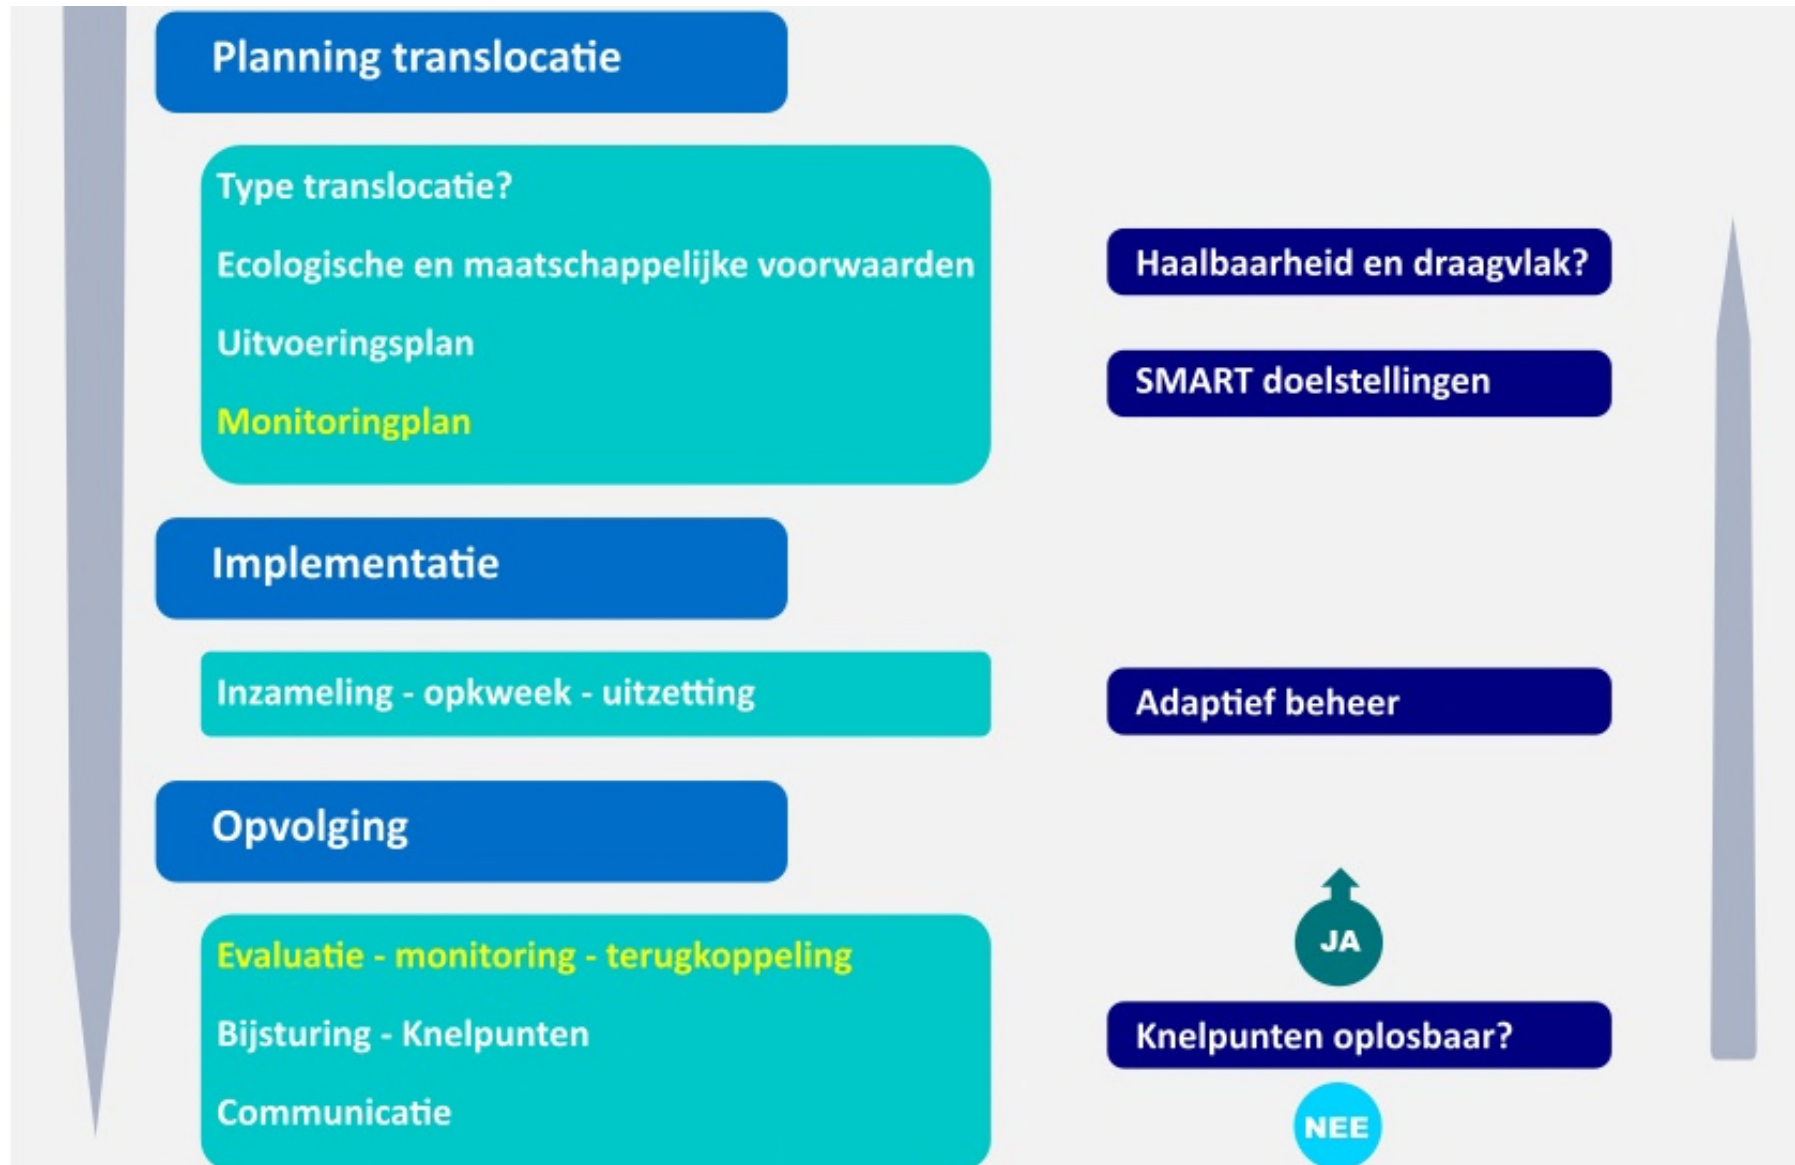 Planning translocatie
Type translocatie?
Ecologische en maatschappelijke voorwaarden
Uitvoeringsplan
Monitoringplan
Haalbaarheid en draagvlak?
SMART doelstellingen
Implementatie
Inzameling - opkweek - uitzetting
Adaptief beheer
Opvolging
Evaluatie - monitoring - terugkoppeling
Bijsturing - Knelpunten
Communicatie
JA
Knelpunten oplosbaar?
NEE